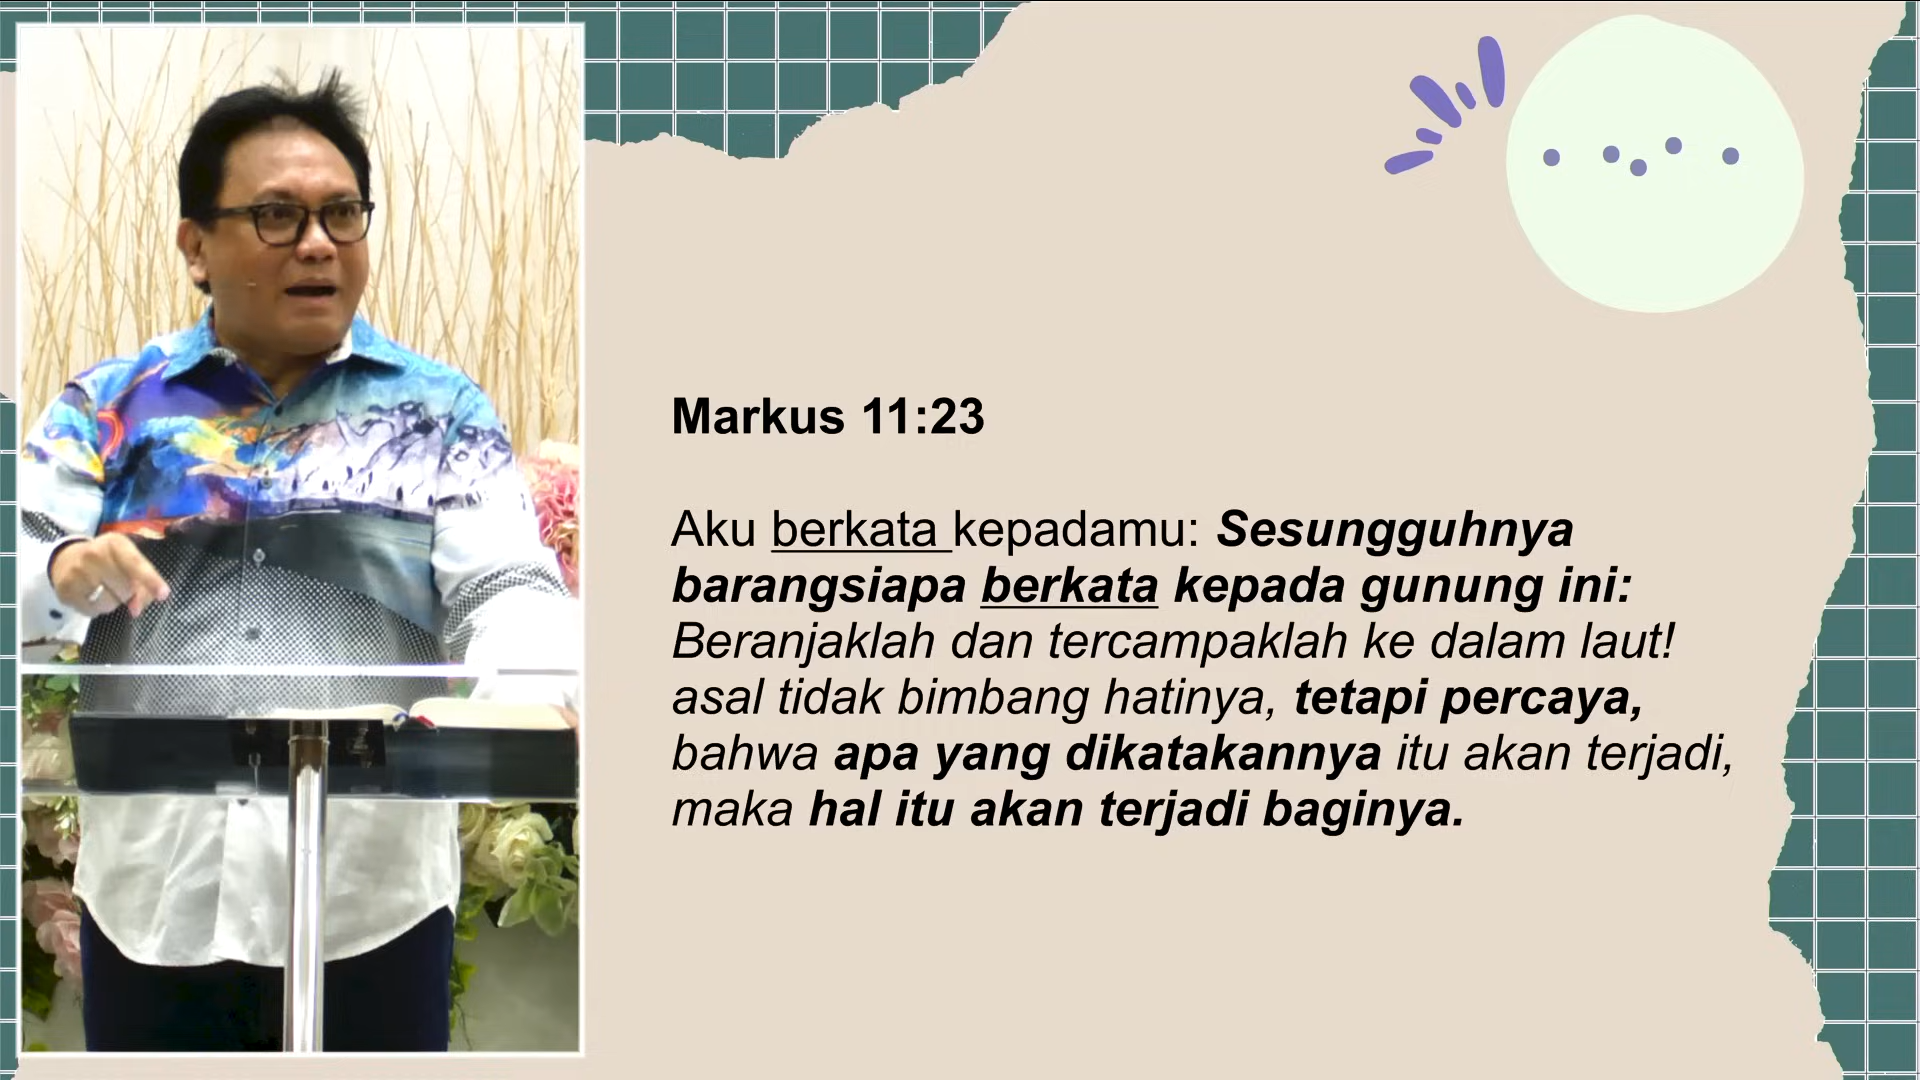 Markus 11:23
Aku berkata kepadamu: Sesungguhnya
barangsiapa berkata kepada gunung ini:
Beranjaklah dan tercampaklah ke dalam laut!
asal tidak bimbang hatinya, tetapi percaya,
bahwa apa yang dikatakannya itu akan terjadi,
maka hal itu akan terjadi baginya.